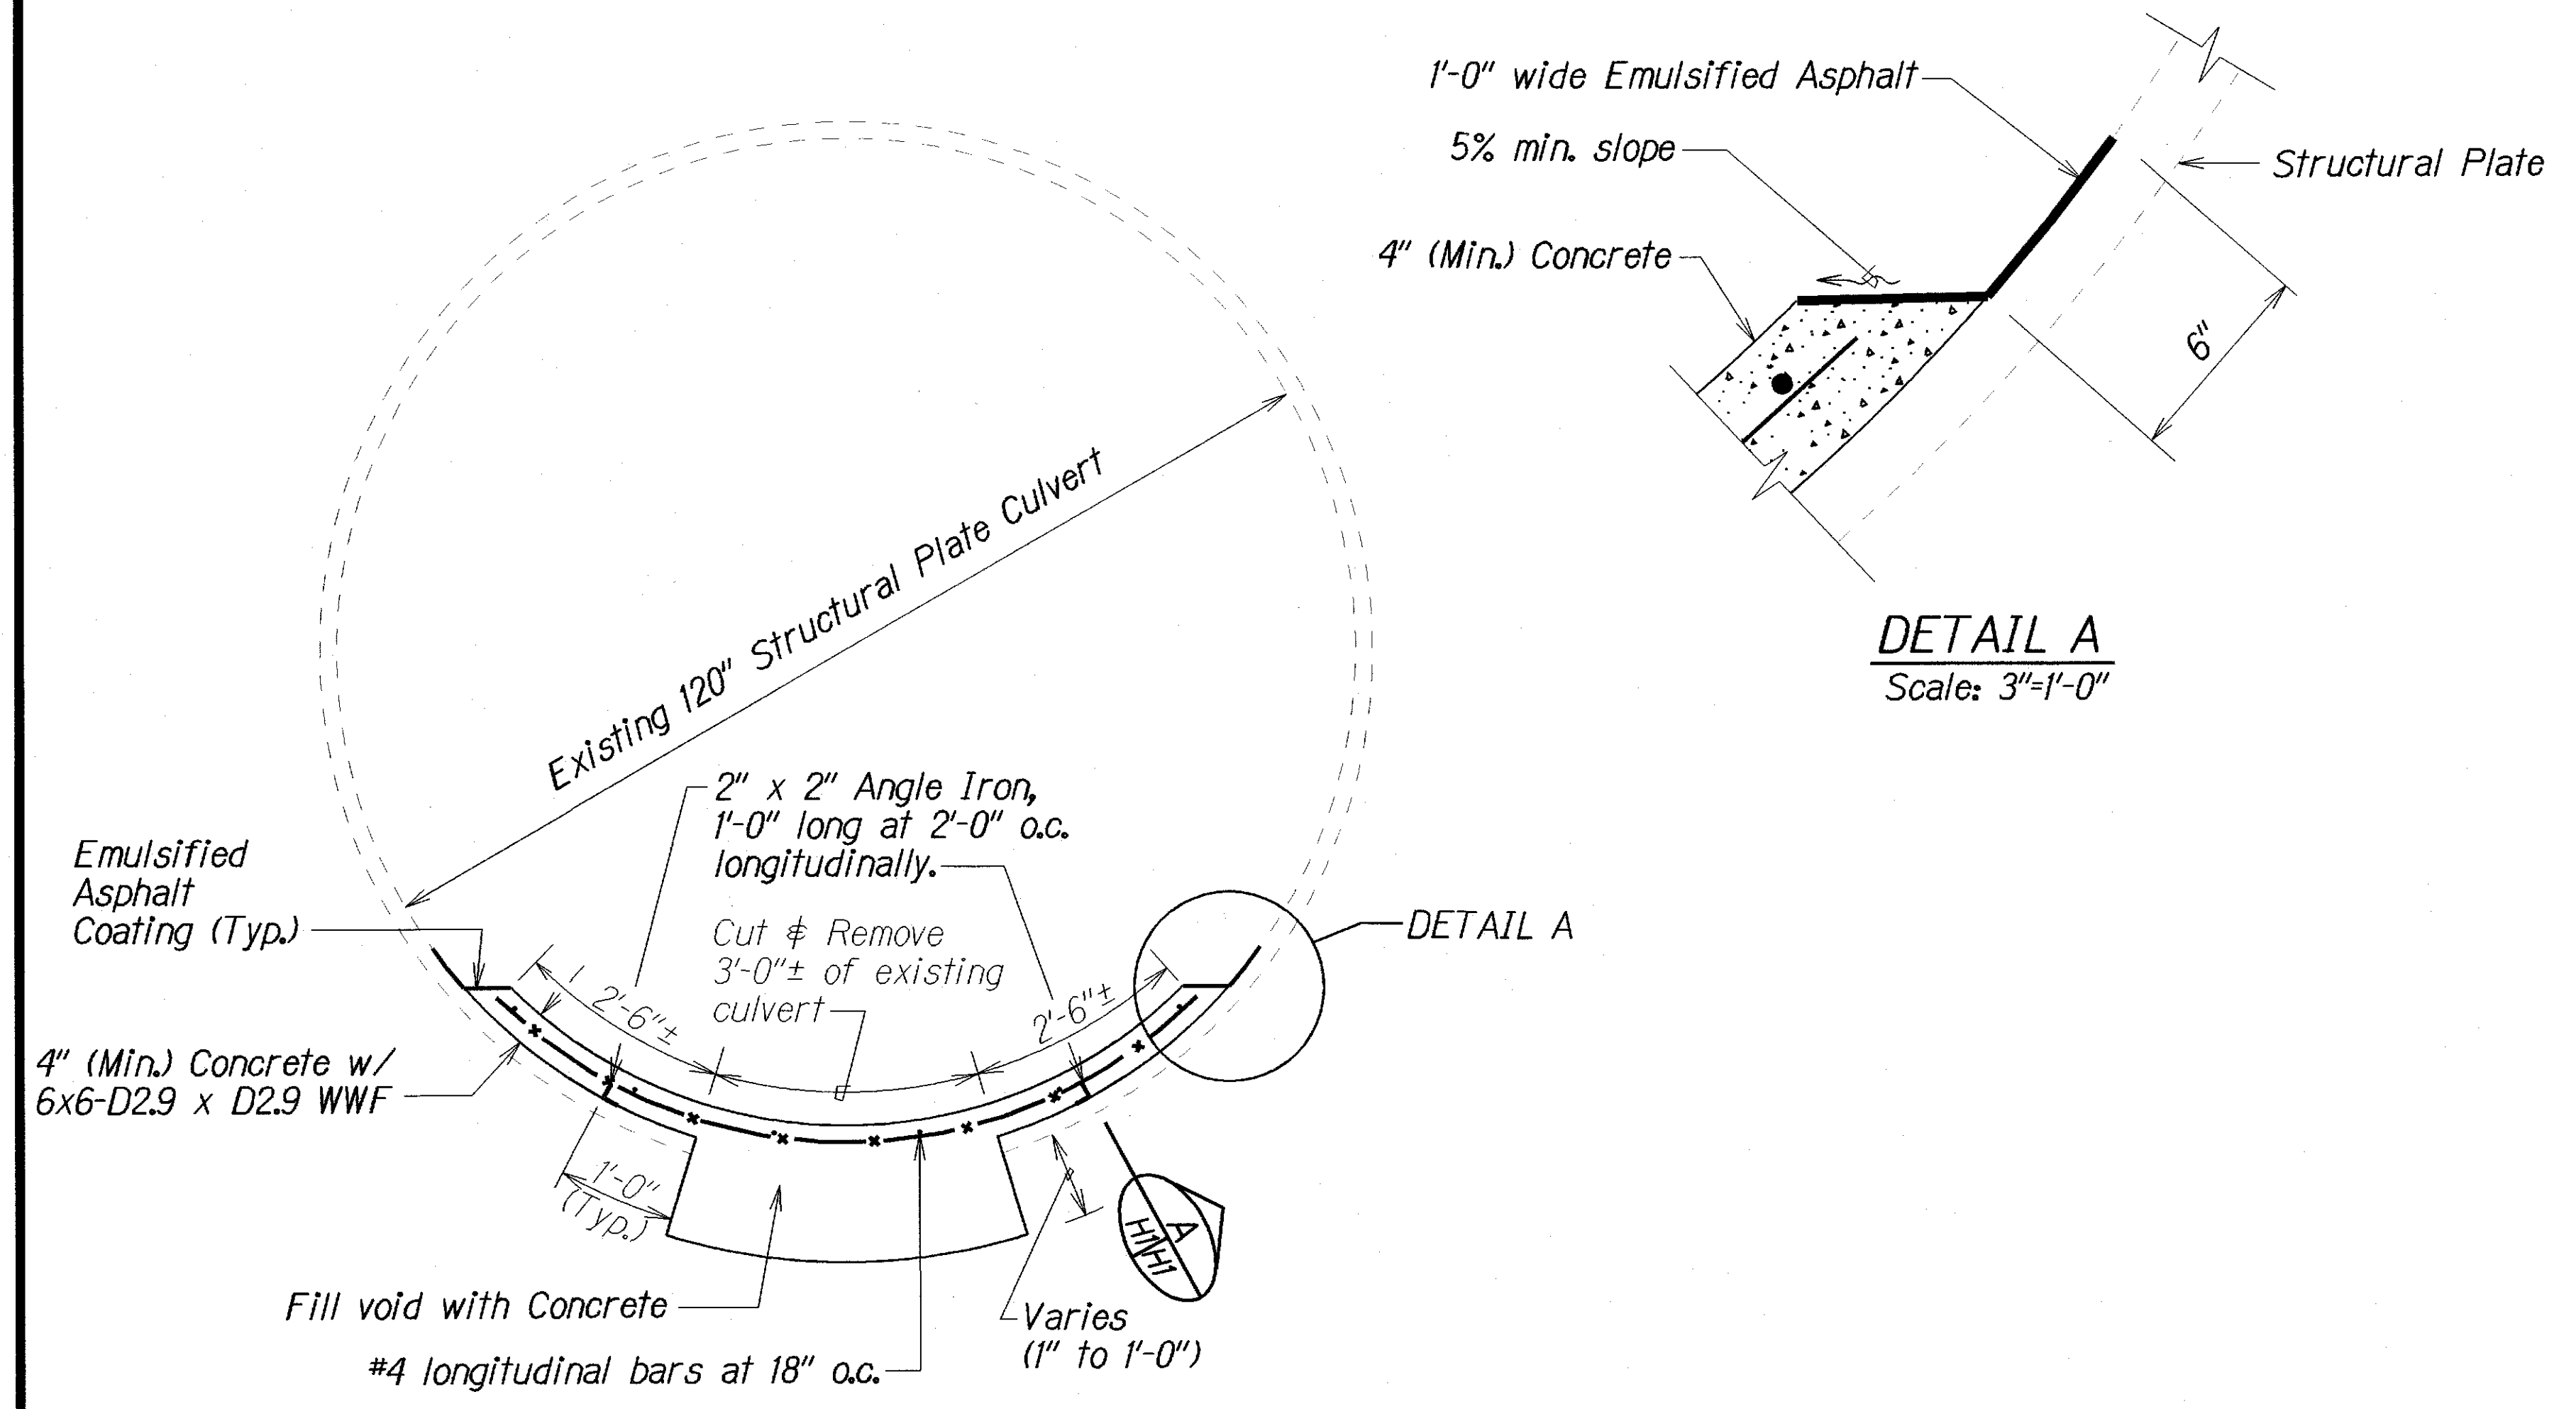 1'-0" wide Emulsified Asphalt
5% min. slope
Structural Plate
4" (Min.) Concrete
6"
DETAIL A
Scale: 3"=1'-0"
Existing 120" Structural Plate Culvert
2" x 2" Angle Iron,
1'-0" long at 2'-0" o.c.
longitudinally.
Emulsified
Asphalt
Coating (Typ.)
Cut & Remove
3'-0"± of existing
culvert
DETAIL A
2'-6"±
2'-6"±
4" (Min.) Concrete w/
6x6-D2.9 x D2.9 WWF
1'-0"
(Typ.)
A
H1 H1
Fill void with Concrete
Varies
(1" to 1'-0")
#4 longitudinal bars at 18" o.c.